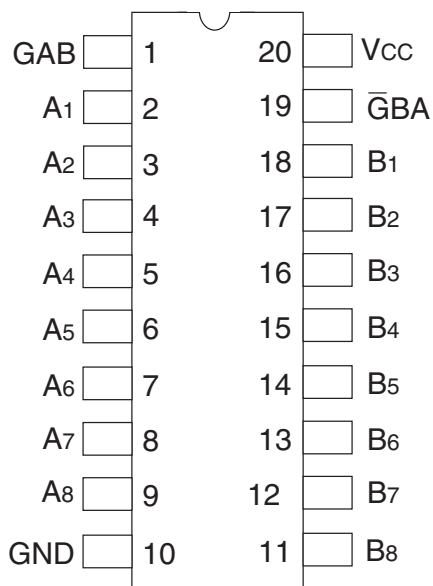 GAB 1 20 VCC
A1 2 19 G̅BA
A2 3 18 B1
A3 4 17 B2
A4 5 16 B3
A5 6 15 B4
A6 7 14 B5
A7 8 13 B6
A8 9 12 B7
GND 10 11 B8